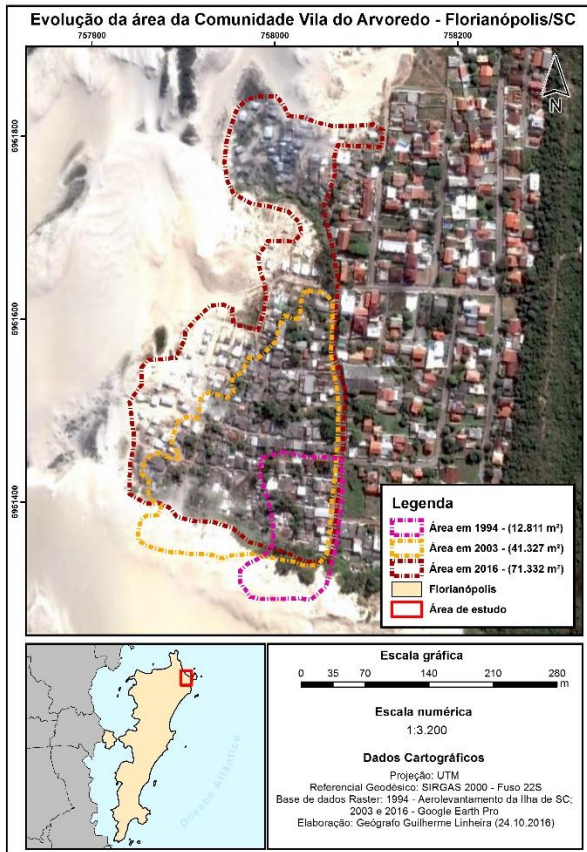 Evolução da área da Comunidade Vila do Arvoredo - Florianópolis/SC
757800
758000
758200
6961800
6961600
6961400
N
Legenda
Área em 1994 - (12.811 m²)
Área em 2003 - (41.327 m²)
Área em 2016 - (71.332 m²)
Florianópolis
Área de estudo
Oceano Atlântico
Escala gráfica
0 35 70 140 210 280
m
Escala numérica
1:3.200
Dados Cartográficos
Projeção: UTM
Referencial Geodésico: SIRGAS 2000 - Fuso 22S
Base de dados Raster: 1994 - Aerolevantamento da Ilha de SC;
2003 e 2016 - Google Earth Pro
Elaboração: Geógrafo Guilherme Linheira (24.10.2016)